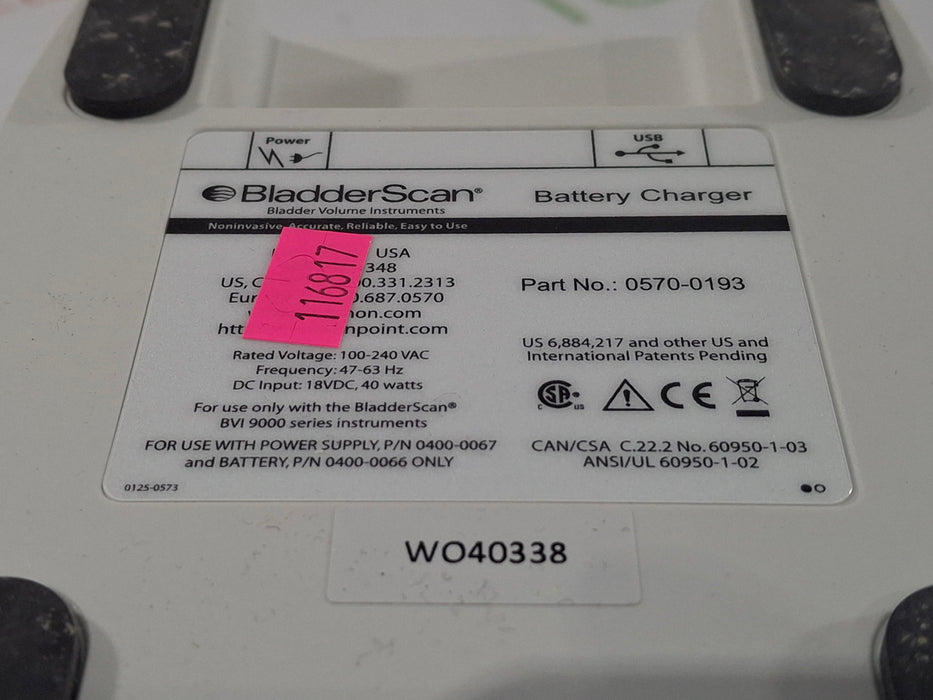 Power
USB
BladderScan®
Battery Charger
Bladder Volume Instruments
Noninvasive, Accurate, Reliable, Easy to Use
USA
348
US, C 0.331.2313
Eur .687.0570
non.com
htt npoint.com
116817
Rated Voltage: 100-240 VAC
Frequency: 47-63 Hz
DC Input: 18VDC, 40 watts
For use only with the BladderScan®
BVI 9000 series instruments
FOR USE WITH POWER SUPPLY, P/N 0400-0067
and BATTERY, P/N 0400-0066 ONLY
0125-0573
Part No.: 0570-0193
US 6,884,217 and other US and
International Patents Pending
C SA US
CE
CAN/CSA C.22.2 No. 60950-1-03
ANSI/UL 60950-1-02
WO40338